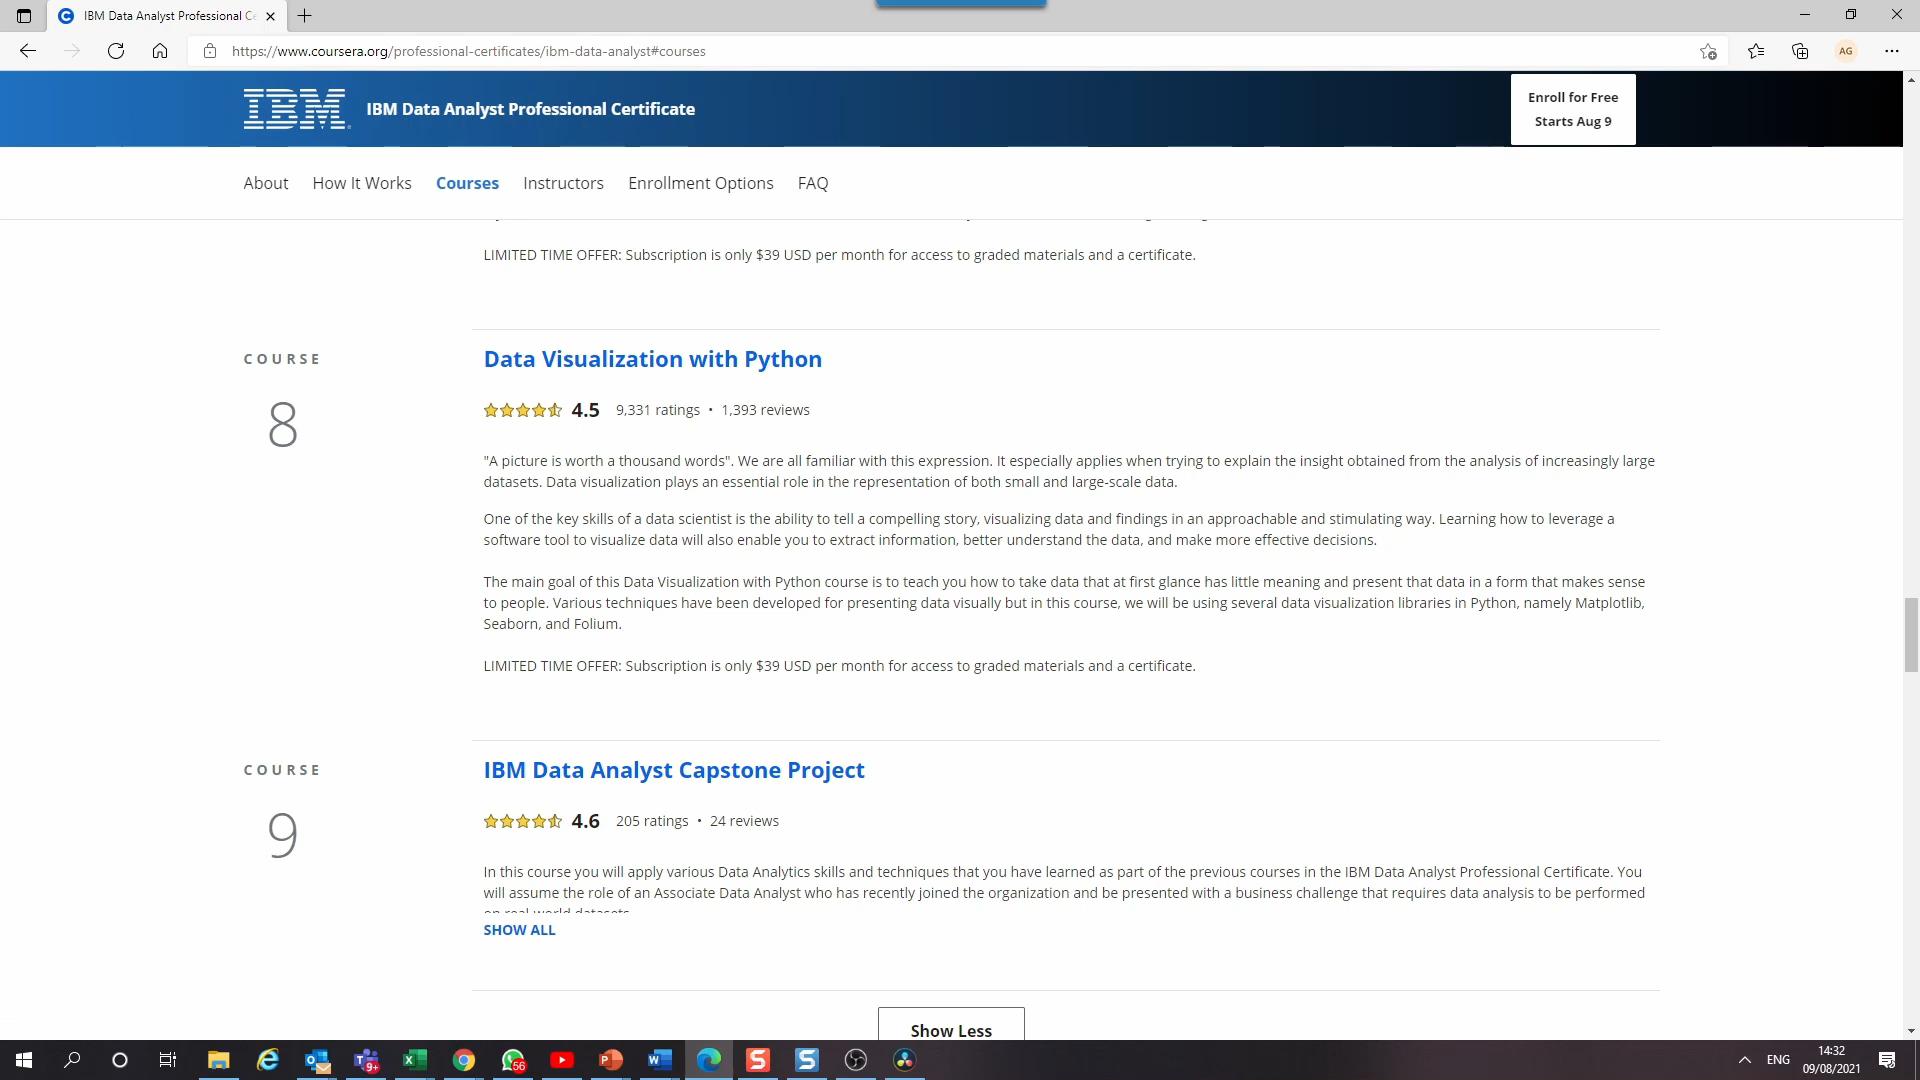 IBM Data Analyst Professional Ce
https://www.coursera.org/professional-certificates/ibm-data-analyst#courses
AG
IBM
IBM Data Analyst Professional Certificate
Enroll for Free
Starts Aug 9
About
How It Works
Courses
Instructors
Enrollment Options
FAQ
LIMITED TIME OFFER: Subscription is only $39 USD per month for access to graded materials and a certificate.
COURSE
8
Data Visualization with Python
4.5 9,331 ratings • 1,393 reviews
"A picture is worth a thousand words". We are all familiar with this expression. It especially applies when trying to explain the insight obtained from the analysis of increasingly large
datasets. Data visualization plays an essential role in the representation of both small and large-scale data.
One of the key skills of a data scientist is the ability to tell a compelling story, visualizing data and findings in an approachable and stimulating way. Learning how to leverage a
software tool to visualize data will also enable you to extract information, better understand the data, and make more effective decisions.
The main goal of this Data Visualization with Python course is to teach you how to take data that at first glance has little meaning and present that data in a form that makes sense
to people. Various techniques have been developed for presenting data visually but in this course, we will be using several data visualization libraries in Python, namely Matplotlib,
Seaborn, and Folium.
LIMITED TIME OFFER: Subscription is only $39 USD per month for access to graded materials and a certificate.
COURSE
9
IBM Data Analyst Capstone Project
4.6 205 ratings • 24 reviews
In this course you will apply various Data Analytics skills and techniques that you have learned as part of the previous courses in the IBM Data Analyst Professional Certificate. You
will assume the role of an Associate Data Analyst who has recently joined the organization and be presented with a business challenge that requires data analysis to be performed
on real-world datasets.
SHOW ALL
Show Less
9+
56
ENG
14:32
09/08/2021